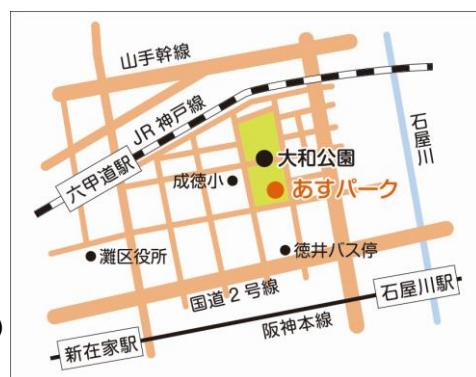 山手幹線
JR神戸線
石屋川
六甲道駅
大和公園
成徳小
あすパーク
灘区役所
徳井バス停
国道2号線
石屋川駅
阪神本線
新在家駅